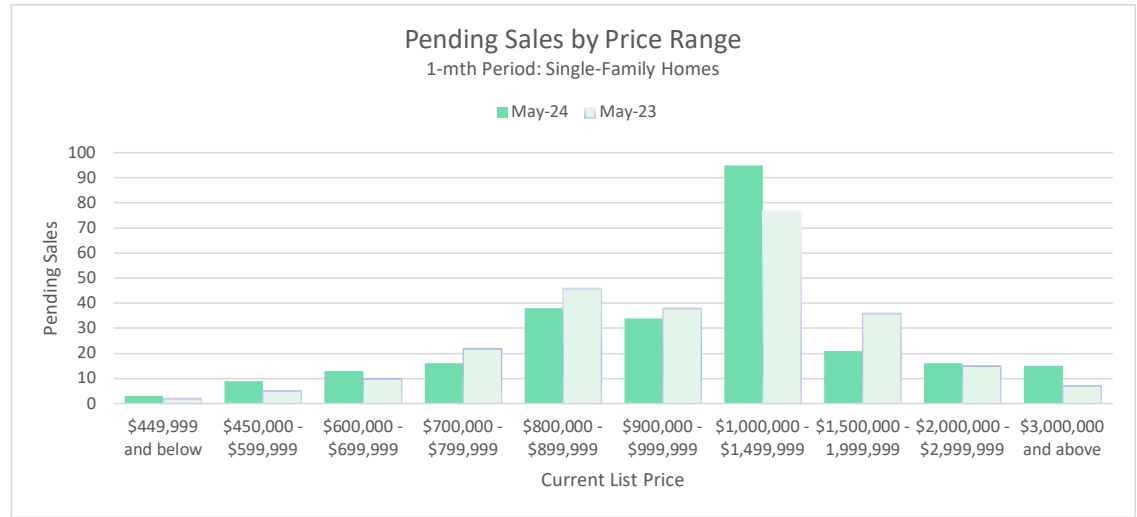 Pending Sales by Price Range
1-mth Period: Single-Family Homes
May-24 May-23
100
90
80
70
60
50
40
30
20
10
0
Pending Sales
$449,999 and below
$450,000 - $599,999
$600,000 - $699,999
$700,000 - $799,999
$800,000 - $899,999
$900,000 - $999,999
$1,000,000 - $1,499,999
$1,500,000 - 1,999,999
$2,000,000 - $2,999,999
$3,000,000 and above
Current List Price